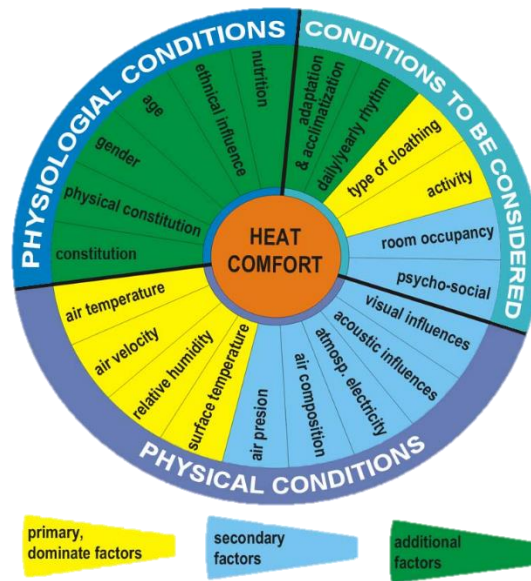 PHYSIOLOGIAL CONDITIONS
CONDITIONS TO BE CONSIDERED
PHYSICAL CONDITIONS
HEAT
COMFORT
constitution
physical constitution
gender
age
ethnical influence
nutrition
adaptation
& acclimatization
daily/yearly rhythm
type of cloathing
activity
room occupancy
psycho-social
visual influences
acoustic influences
atmosp. electricity
air composition
air presion
surface temperature
relative humidity
air velocity
air temperature
primary,
dominate factors
secondary
factors
additional
factors